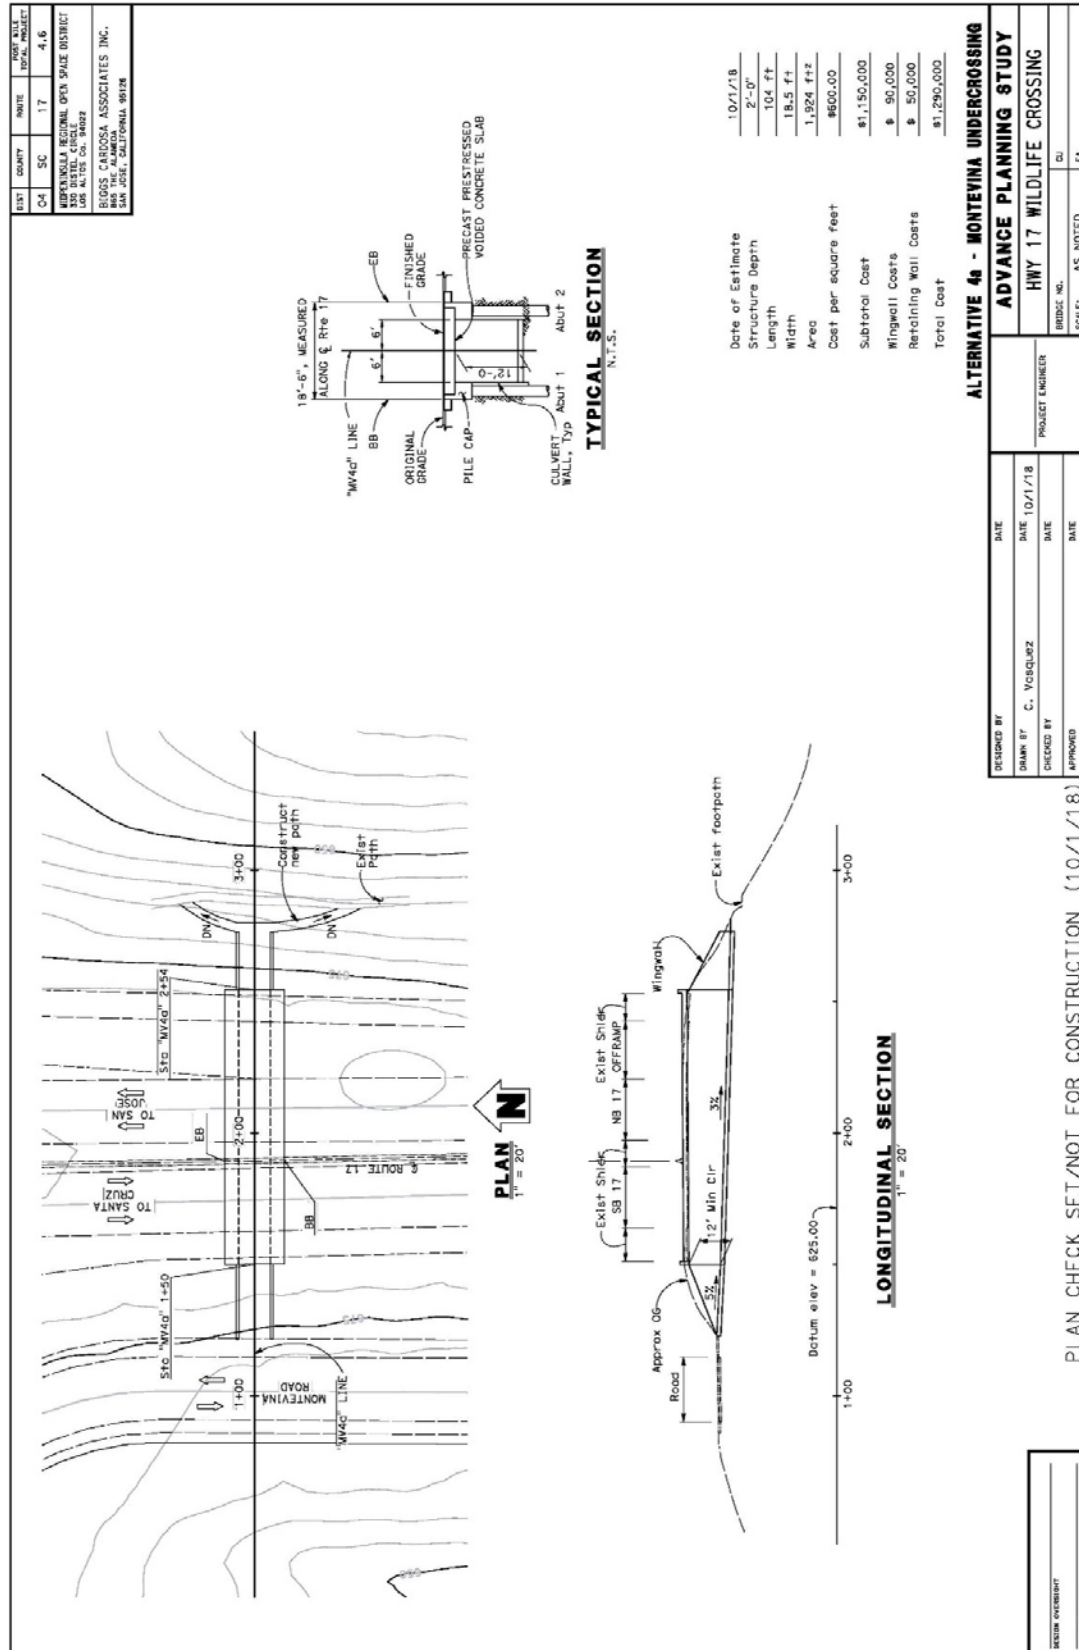 DIST COUNTY ROUTE POST MILE TOTAL PROJECT
04 SC 17 4.6
MIDPENINSULA REGIONAL OPEN SPACE DISTRICT
330 DISTEL CIRCLE
LOS ALTOS Ca. 94022
BIGGS CARDOSA ASSOCIATES INC.
865 THE ALAMEDA
SAN JOSE, CALIFORNIA 95126
Sta "MV4a" 1+50
TO SANTA CRUZ
TO SAN JOSE
Sta "MV4a" 2+54
DN
DN
EB
BB
1+00
2+00
3+00
MONTEVINA ROAD
"MV4a" LINE
675
675
650
650
℄ ROUTE 17
Construct new path
Exist Path
PLAN
1" = 20'
N
18'-6", MEASURED
ALONG ℄ Rte 17
"MV4a" LINE
BB
EB
6'
6'
ORIGINAL GRADE
FINISHED GRADE
PILE CAP
12'-0
PRECAST PRESTRESSED
VOIDED CONCRETE SLAB
CULVERT WALL, Typ
Abut 1
Abut 2
TYPICAL SECTION
N.T.S.
Exist Shldr
SB 17
NB 17
Exist Shldr
OFFRAMP
Approx OG
Road
5%
12' Min Clr
3%
Wingwall
Exist footpath
Datum elev = 625.00
1+00
2+00
3+00
LONGITUDINAL SECTION
1" = 20'
Date of Estimate 10/1/18
Structure Depth 2'-0"
Length 104 ft
Width 18.5 ft
Area 1,924 ft²
Cost per square feet $600.00
Subtotal Cost $1,150,000
Wingwall Costs $ 90,000
Retaining Wall Costs $ 50,000
Total Cost $1,290,000
ALTERNATIVE 4a - MONTEVINA UNDERCROSSING
DESIGNED BY DATE
DRAWN BY C. Vasquez DATE 10/1/18
CHECKED BY DATE
APPROVED DATE
PROJECT ENGINEER
ADVANCE PLANNING STUDY
HWY 17 WILDLIFE CROSSING
BRIDGE NO. CU
AS NOTED EA
DESIGN OVERSIGHT
PLAN CHECK SET/NOT FOR CONSTRUCTION (10/1/18)